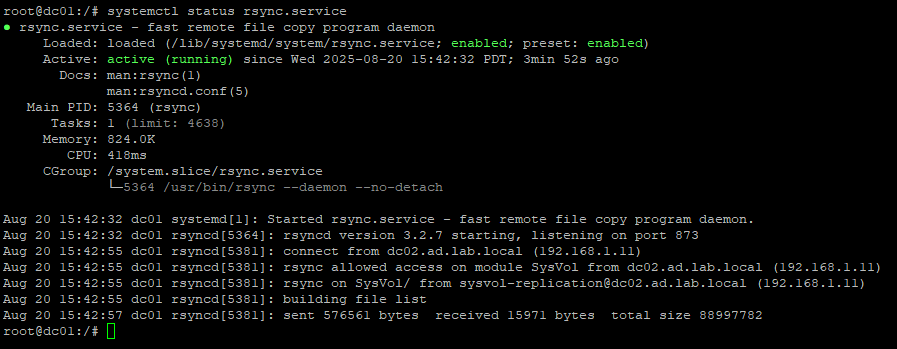 root@dc01:/# systemctl status rsync.service
● rsync.service - fast remote file copy program daemon
     Loaded: loaded (/lib/systemd/system/rsync.service; enabled; preset: enabled)
     Active: active (running) since Wed 2025-08-20 15:42:32 PDT; 3min 52s ago
       Docs: man:rsync(1)
             man:rsyncd.conf(5)
   Main PID: 5364 (rsync)
      Tasks: 1 (limit: 4638)
     Memory: 824.0K
        CPU: 418ms
     CGroup: /system.slice/rsync.service
             └─5364 /usr/bin/rsync --daemon --no-detach

Aug 20 15:42:32 dc01 systemd[1]: Started rsync.service - fast remote file copy program daemon.
Aug 20 15:42:32 dc01 rsyncd[5364]: rsyncd version 3.2.7 starting, listening on port 873
Aug 20 15:42:55 dc01 rsyncd[5381]: connect from dc02.ad.lab.local (192.168.1.11)
Aug 20 15:42:55 dc01 rsyncd[5381]: rsync allowed access on module SysVol from dc02.ad.lab.local (192.168.1.11)
Aug 20 15:42:55 dc01 rsyncd[5381]: rsync on SysVol/ from sysvol-replication@dc02.ad.lab.local (192.168.1.11)
Aug 20 15:42:55 dc01 rsyncd[5381]: building file list
Aug 20 15:42:57 dc01 rsyncd[5381]: sent 576561 bytes  received 15971 bytes  total size 88997782
root@dc01:/#